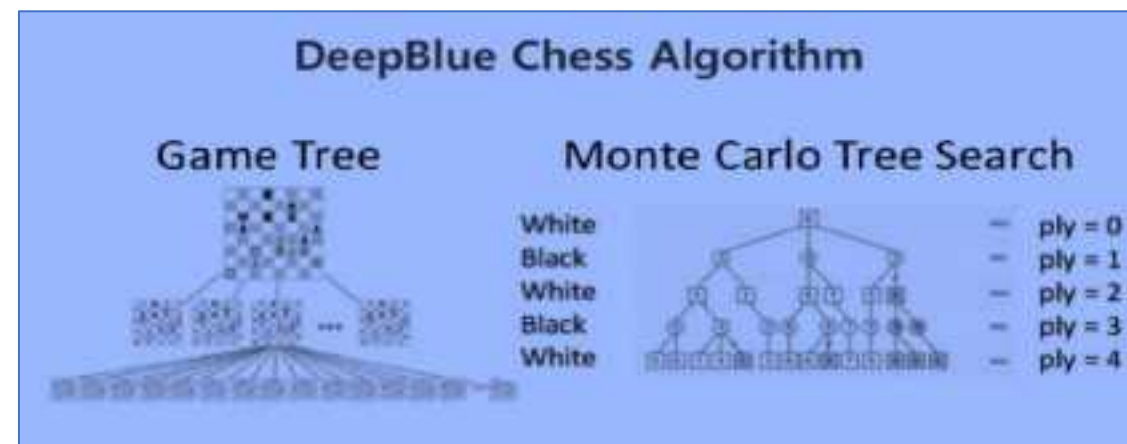 DeepBlue Chess Algorithm
Game Tree
Monte Carlo Tree Search
White – ply = 0
Black – ply = 1
White – ply = 2
Black – ply = 3
White – ply = 4
...